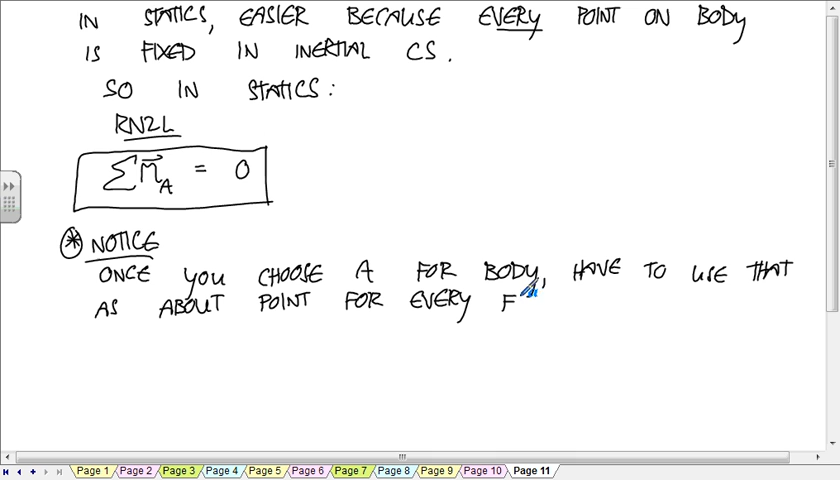 IN STATICS, EASIER BECAUSE EVERY POINT ON BODY
IS FIXED IN INERTIAL CS.
SO IN STATICS:
RN2L
∑M⃗_A = 0
* NOTICE
ONCE YOU CHOOSE A FOR BODY, HAVE TO USE THAT
AS ABOUT POINT FOR EVERY F
Page 1 Page 2 Page 3 Page 4 Page 5 Page 6 Page 7 Page 8 Page 9 Page 10 Page 11